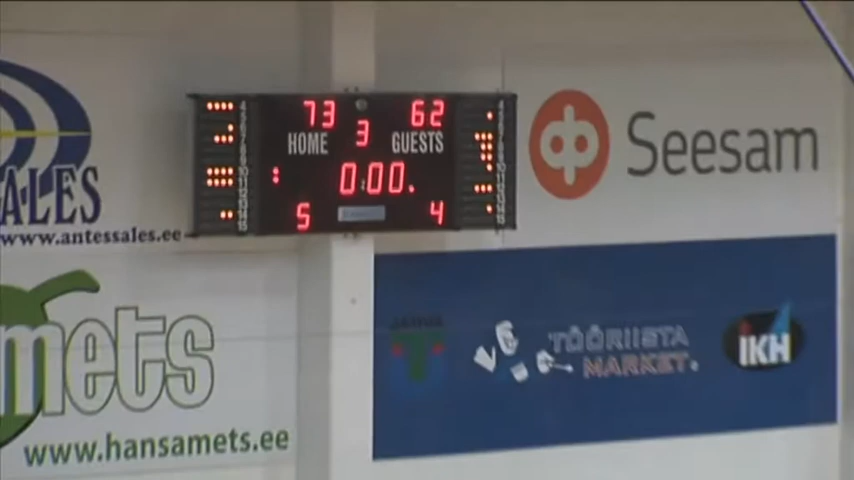 73 62
HOME 3 GUESTS
: 0:00.
5 4
ALES
www.antessales.ee
mets
www.hansamets.ee
Seesam
TÖÖRIISTA
MARKET.
IKH